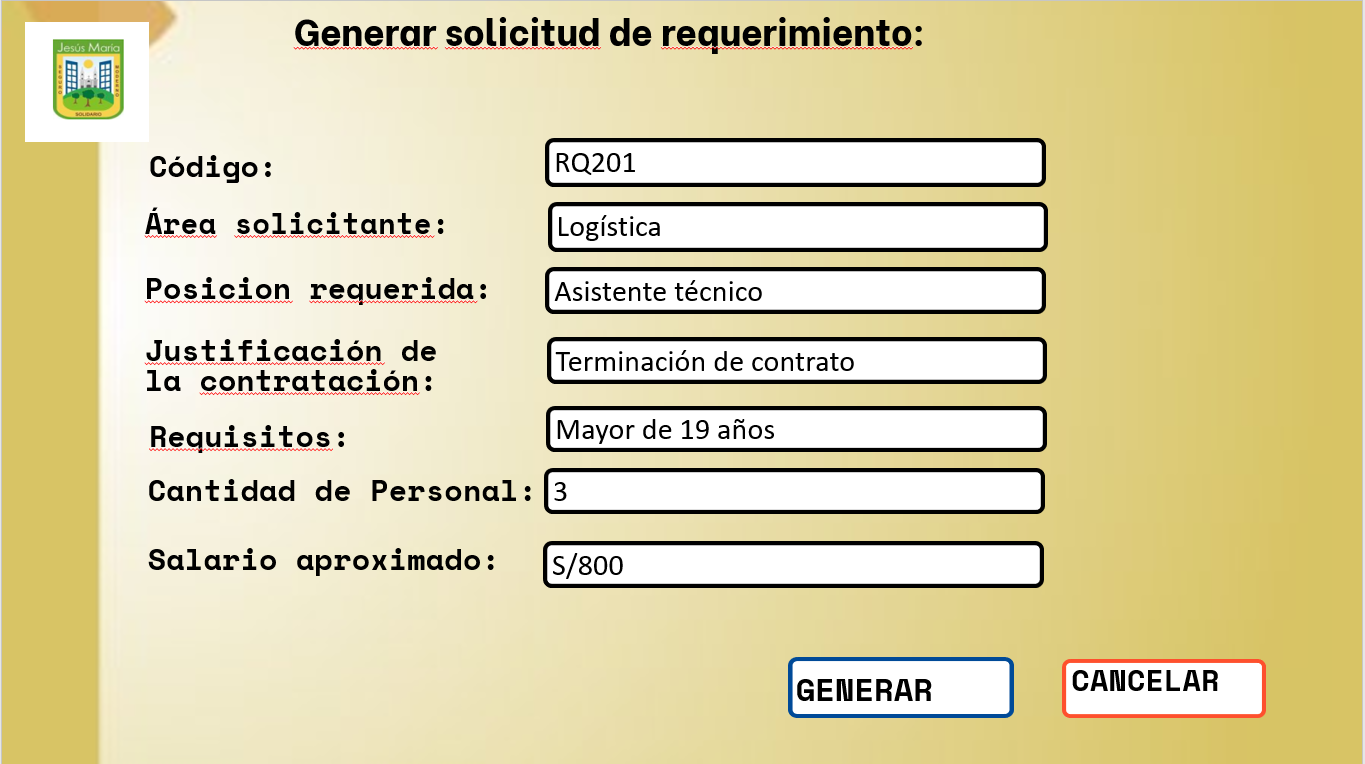 Generar solicitud de requerimiento:
Jesús María
SOLIDARIO
Código:
RQ201
Área solicitante:
Logística
Posicion requerida:
Asistente técnico
Justificación de
la contratación:
Terminación de contrato
Requisitos:
Mayor de 19 años
Cantidad de Personal:
3
Salario aproximado:
S/800
GENERAR
CANCELAR